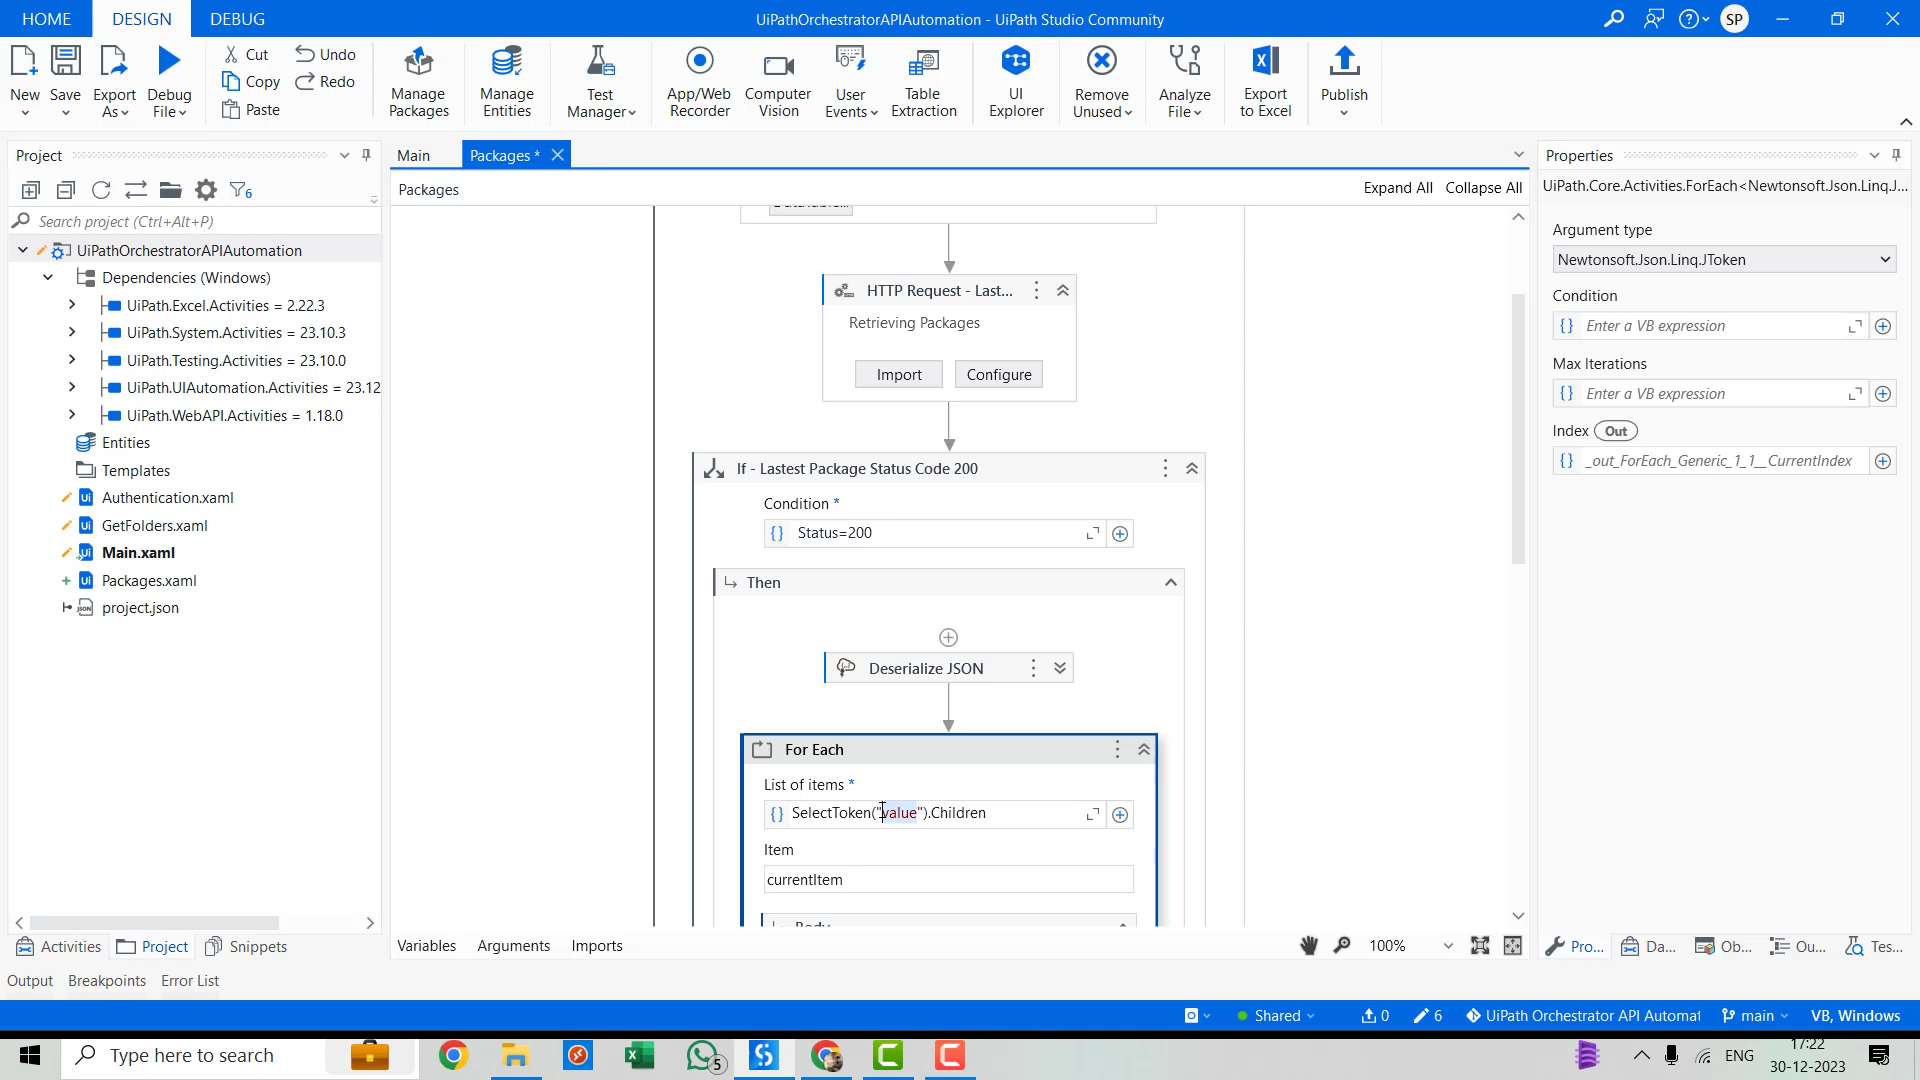 HOME
DESIGN
DEBUG
UiPathOrchestratorAPIAutomation - UiPath Studio Community
SP
New
Save
Export As
Debug File
Cut
Copy
Paste
Undo
Redo
Manage Packages
Manage Entities
Test Manager
App/Web Recorder
Computer Vision
User Events
Table Extraction
UI Explorer
Remove Unused
Analyze File
Export to Excel
Publish
Project
6
Search project (Ctrl+Alt+P)
UiPathOrchestratorAPIAutomation
Dependencies (Windows)
UiPath.Excel.Activities = 2.22.3
UiPath.System.Activities = 23.10.3
UiPath.Testing.Activities = 23.10.0
UiPath.UIAutomation.Activities = 23.12
UiPath.WebAPI.Activities = 1.18.0
Entities
Templates
Authentication.xaml
GetFolders.xaml
Main.xaml
Packages.xaml
project.json
Activities
Project
Snippets
Main
Packages *
Packages
Expand All
Collapse All
HTTP Request - Last...
Retrieving Packages
Import
Configure
If - Lastest Package Status Code 200
Condition *
Status=200
Then
Deserialize JSON
For Each
List of items *
SelectToken("value").Children
Item
currentItem
Body
Variables
Arguments
Imports
100%
Properties
UiPath.Core.Activities.ForEach<Newtonsoft.Json.Linq.J...
Argument type
Newtonsoft.Json.Linq.JToken
Condition
Enter a VB expression
Max Iterations
Enter a VB expression
Index Out
_out_ForEach_Generic_1_1__CurrentIndex
Pro...
Da...
Ob...
Ou...
Tes...
Output
Breakpoints
Error List
Shared
0
6
UiPath Orchestrator API Automat
main
VB, Windows
Type here to search
5
ENG
17:22
30-12-2023